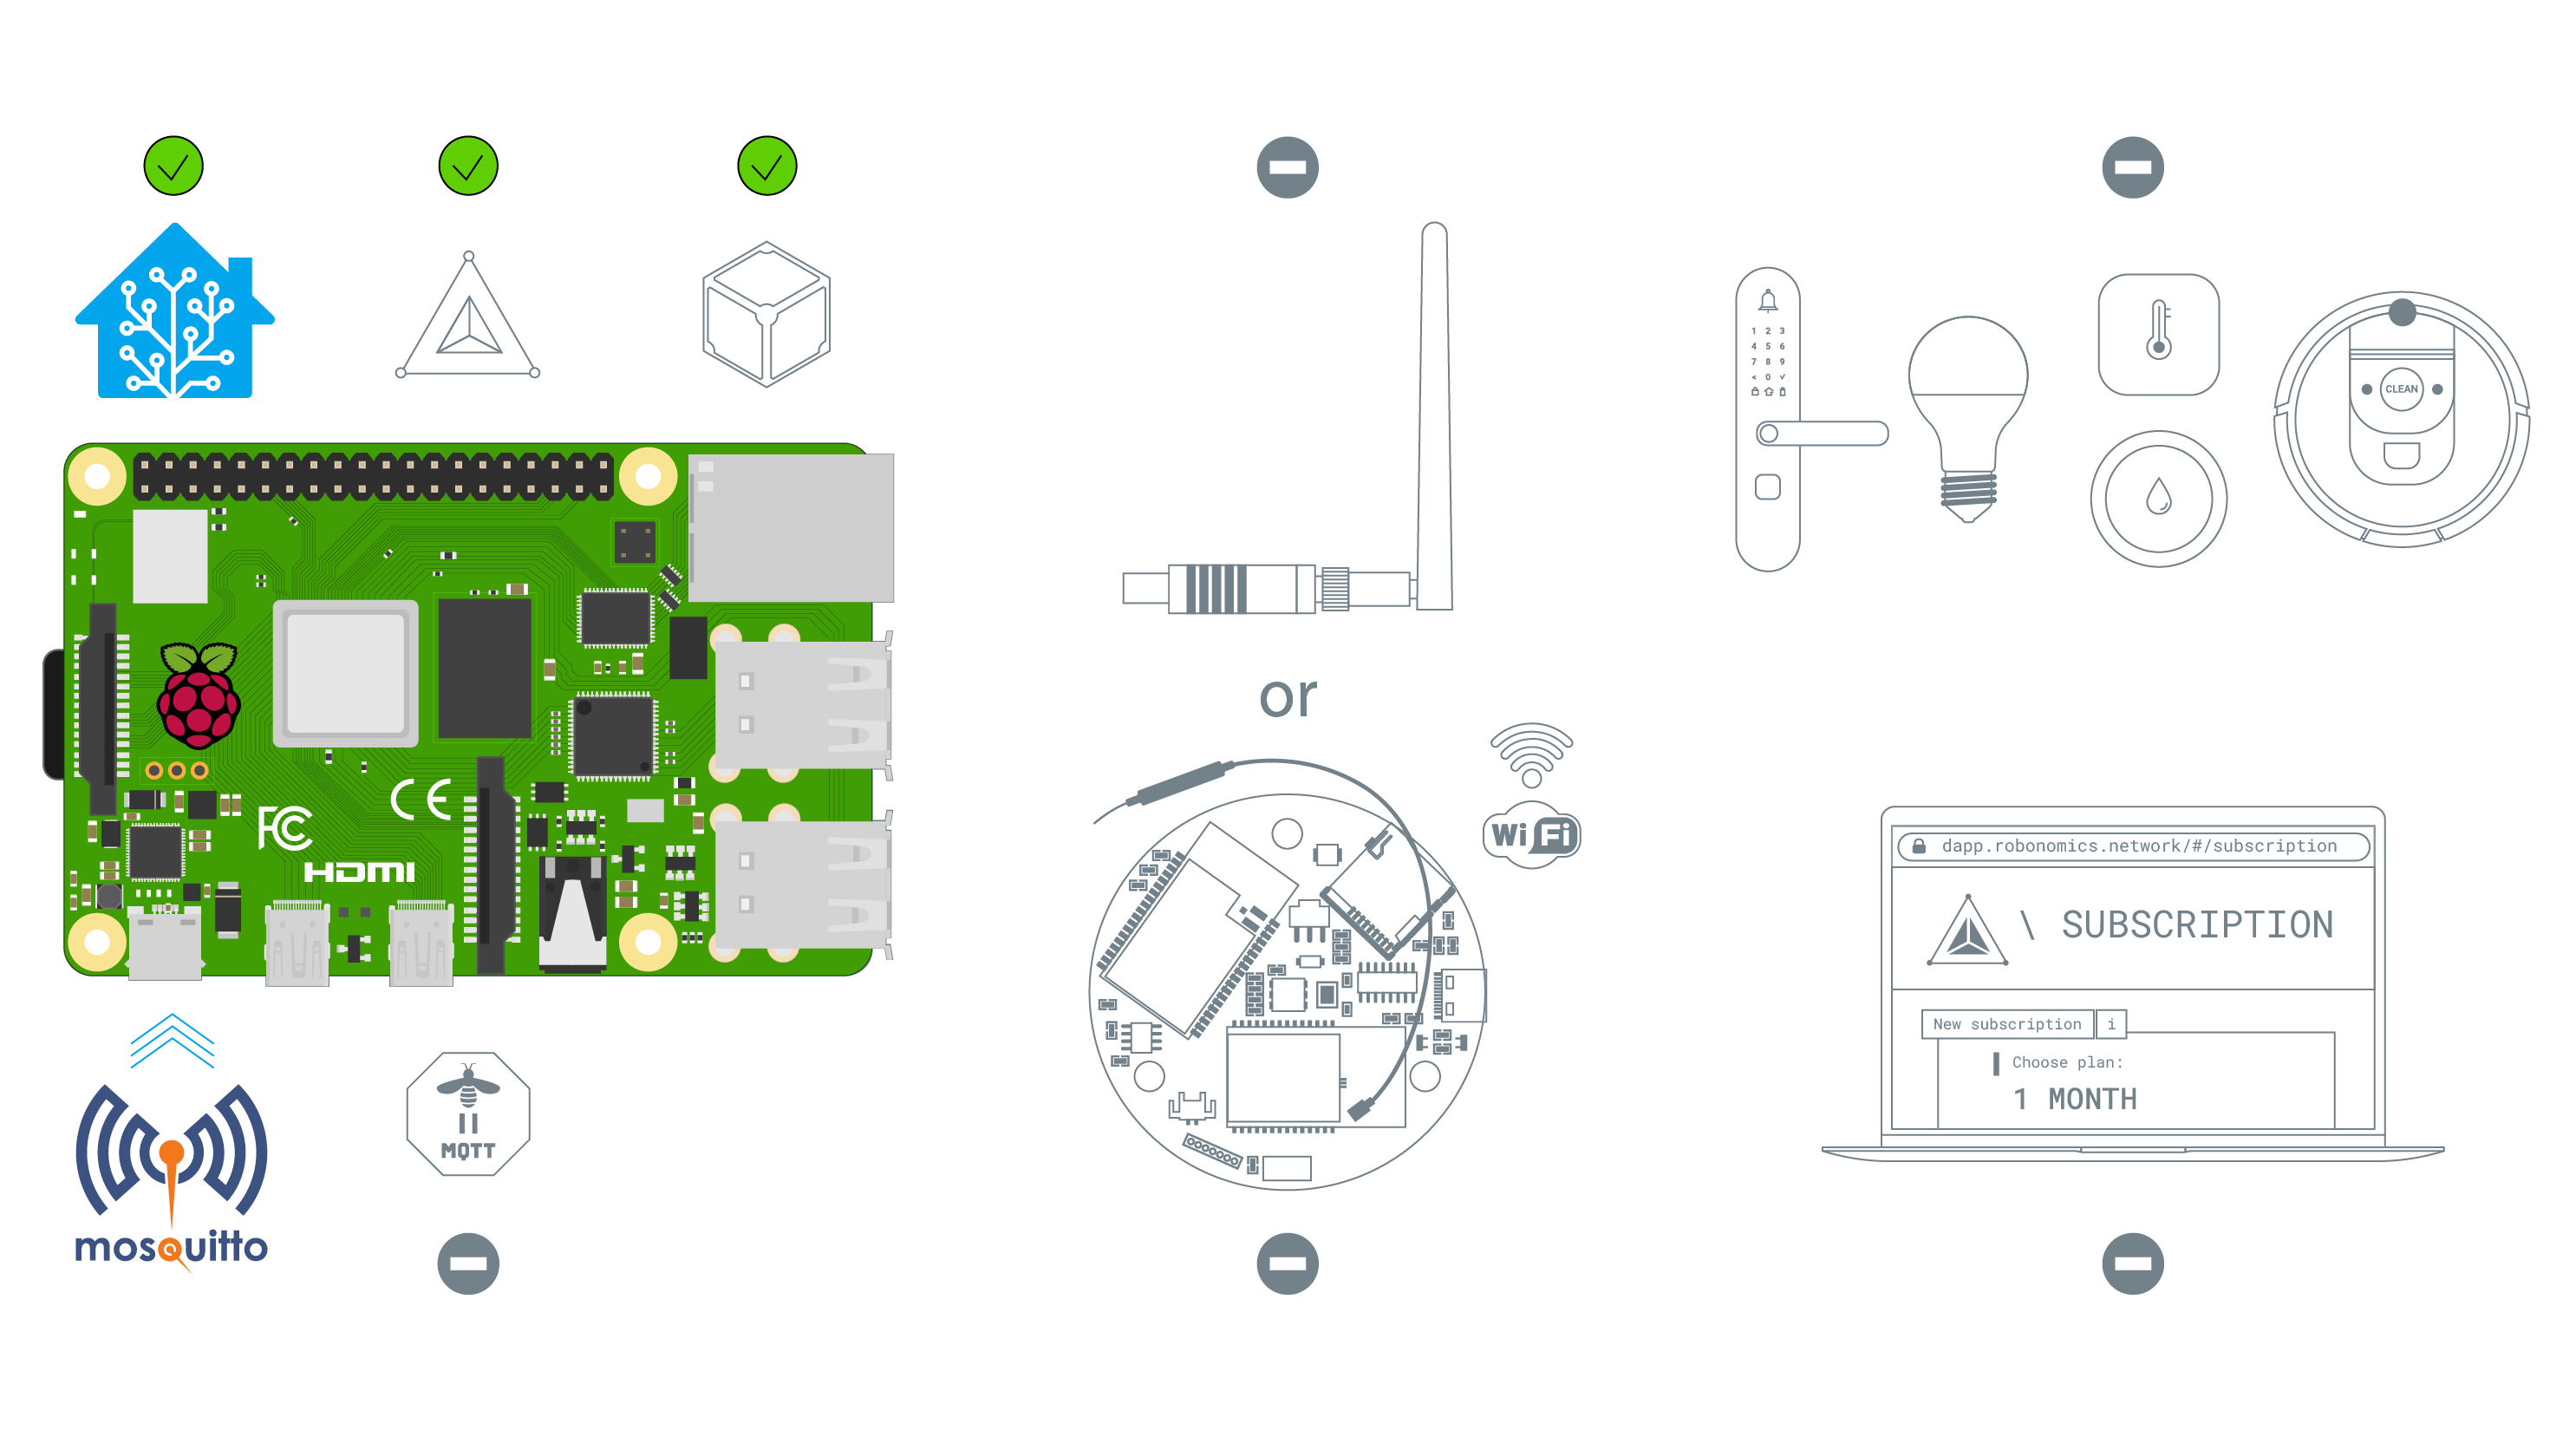 FC
CE
HDMI
mosquitto
MQTT
or
Wi Fi
1 2 3
4 5 6
7 8 9
< 0 ✓
CLEAN
dapp.robonomics.network/#/subscription
\ SUBSCRIPTION
New subscription i
Choose plan:
1 MONTH